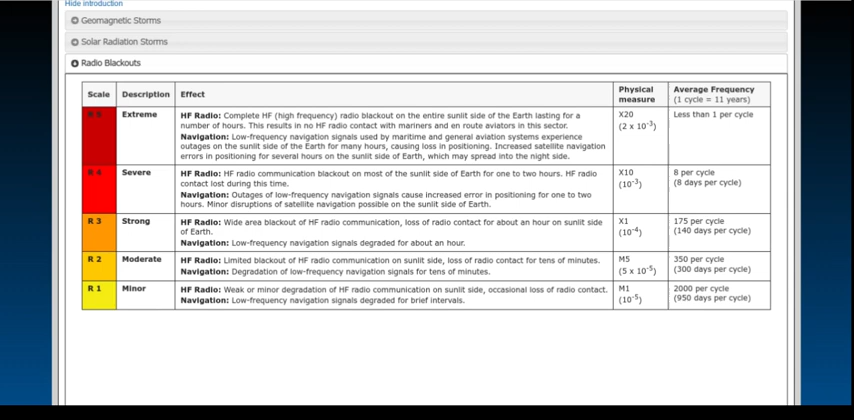 Hide introduction
Geomagnetic Storms
Solar Radiation Storms
Radio Blackouts
Scale Description Effect Physical measure Average Frequency (1 cycle = 11 years)
R 5 Extreme
HF Radio: Complete HF (high frequency) radio blackout on the entire sunlit side of the Earth lasting for a
number of hours. This results in no HF radio contact with mariners and en route aviators in this sector.
Navigation: Low-frequency navigation signals used by maritime and general aviation systems experience
outages on the sunlit side of the Earth for many hours, causing loss in positioning. Increased satellite navigation
errors in positioning for several hours on the sunlit side of Earth, which may spread into the night side.
X20
(2 x 10⁻³)
Less than 1 per cycle
R 4 Severe
HF Radio: HF radio communication blackout on most of the sunlit side of Earth for one to two hours. HF radio
contact lost during this time.
Navigation: Outages of low-frequency navigation signals cause increased error in positioning for one to two
hours. Minor disruptions of satellite navigation possible on the sunlit side of Earth.
X10
(10⁻³)
8 per cycle
(8 days per cycle)
R 3 Strong
HF Radio: Wide area blackout of HF radio communication, loss of radio contact for about an hour on sunlit side
of Earth.
Navigation: Low-frequency navigation signals degraded for about an hour.
X1
(10⁻⁴)
175 per cycle
(140 days per cycle)
R 2 Moderate
HF Radio: Limited blackout of HF radio communication on sunlit side, loss of radio contact for tens of minutes.
Navigation: Degradation of low-frequency navigation signals for tens of minutes.
M5
(5 x 10⁻⁵)
350 per cycle
(300 days per cycle)
R 1 Minor
HF Radio: Weak or minor degradation of HF radio communication on sunlit side, occasional loss of radio contact.
Navigation: Low-frequency navigation signals degraded for brief intervals.
M1
(10⁻⁵)
2000 per cycle
(950 days per cycle)